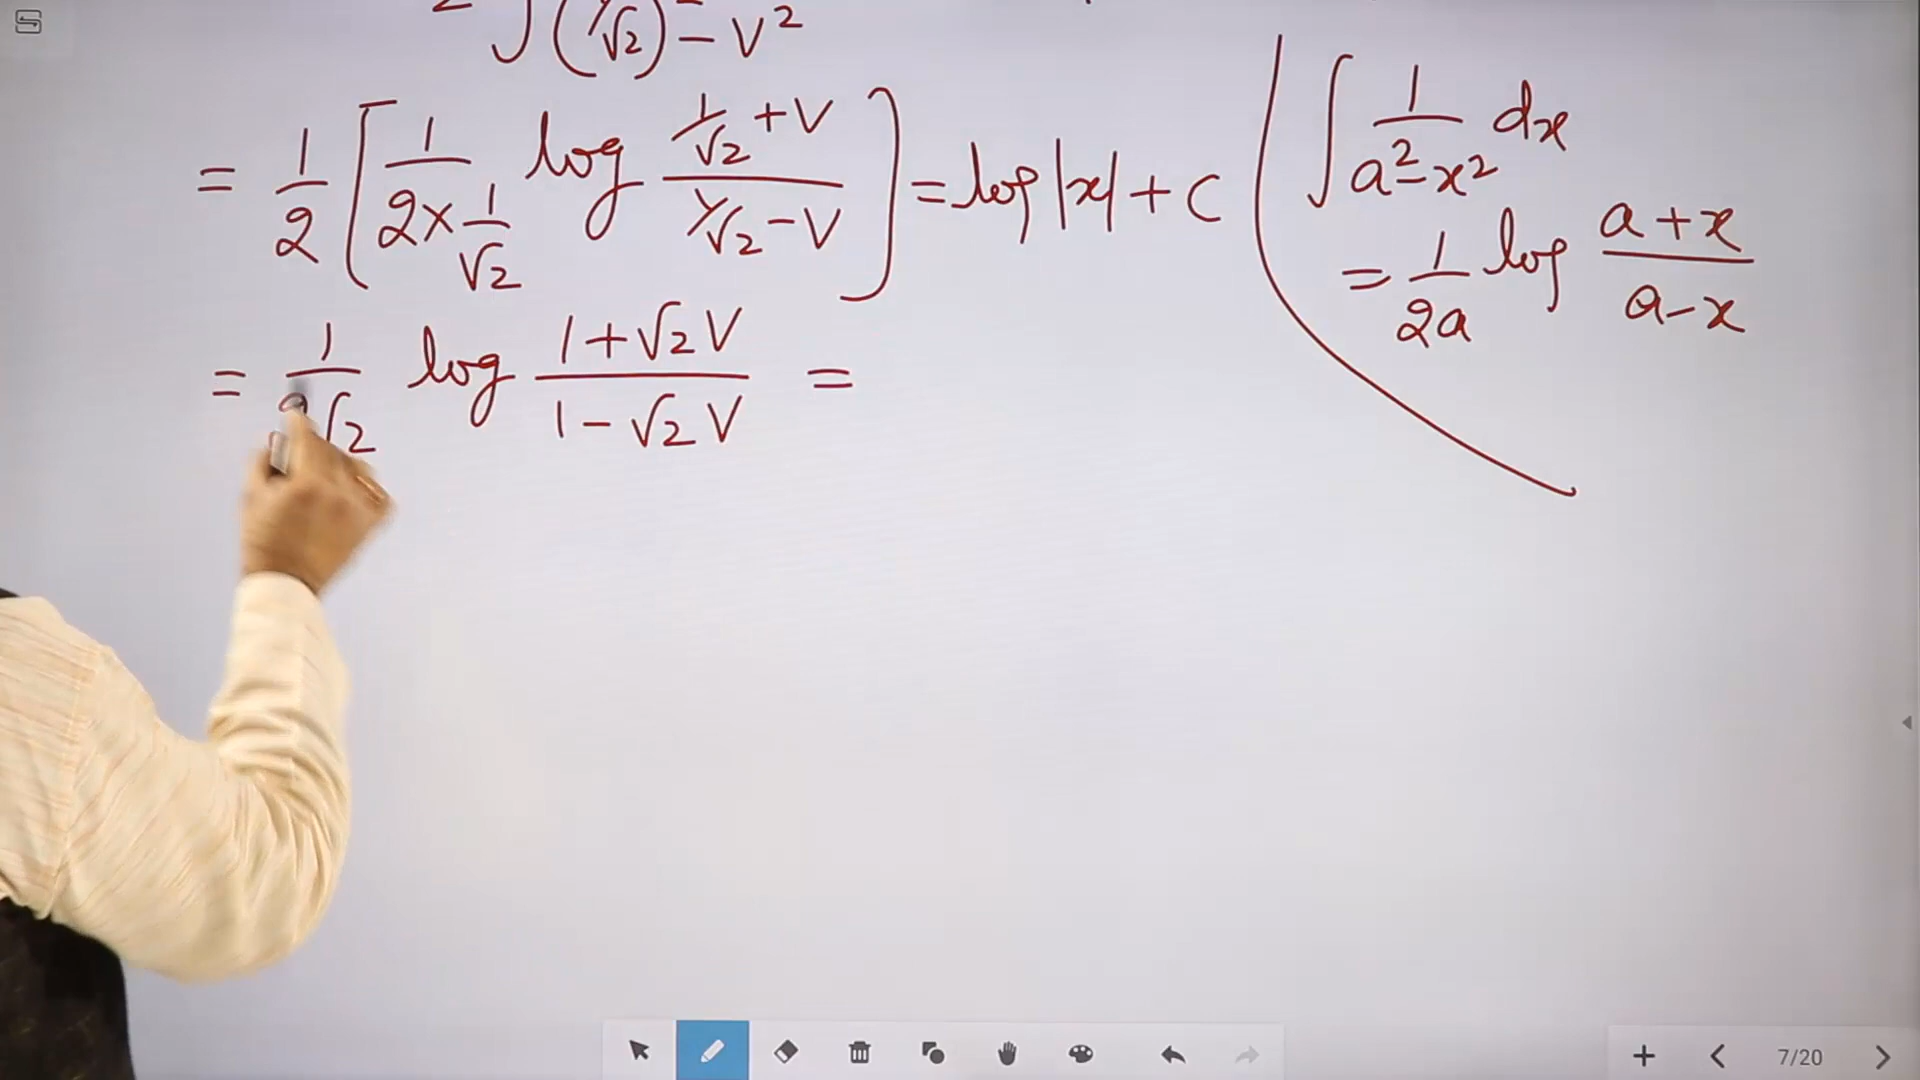 2 ∫ (1/√2)² − V²
= 1/2 [ 1/(2×1/√2) log (1/√2 + V)/(1/√2 − V) ] = log|x| + C
∫ 1/(a² − x²) dx
= 1/2a log (a+x)/(a−x)
= 1/(2√2) log (1+√2 V)/(1−√2 V) =
7/20